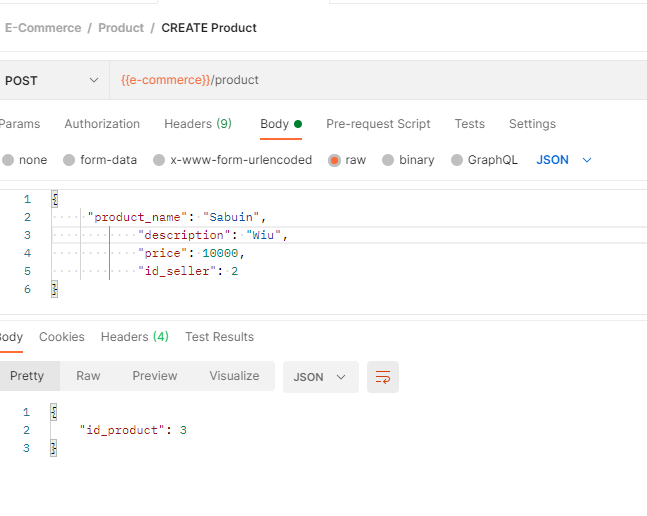 E-Commerce / Product / CREATE Product
POST {{e-commerce}}/product
Params Authorization Headers (9) Body Pre-request Script Tests Settings
none form-data x-www-form-urlencoded raw binary GraphQL JSON
1 {
2 "product_name": "Sabuin",
3 "description": "Wiu",
4 "price": 10000,
5 "id_seller": 2
6 }
Body Cookies Headers (4) Test Results
Pretty Raw Preview Visualize JSON
1 {
2 "id_product": 3
3 }